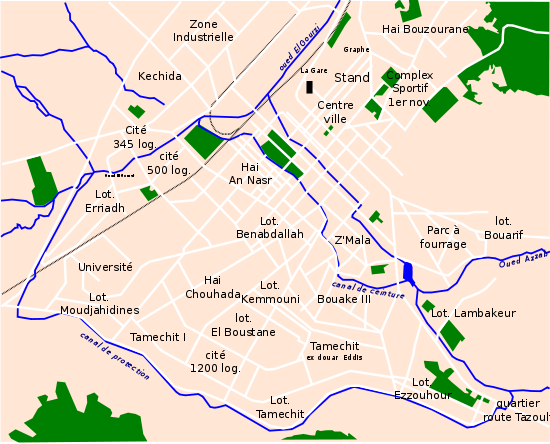 Zone
Industrielle
oued El Gourzi
Hai Bouzourane
Graphe
La Gare
Kechida
Stand
Complex
Sportif
1er nov.
Centre
ville
Cité
345 log.
cité
500 log.
Hai
An Nasr
Lot.
Erriadh
Lot.
Benabdallah
Z'Mala
Parc à
fourrage
lot.
Bouarif
Oued Azzab
Université
Hai
Chouhada
Lot.
Kemmouni
canal de ceinture
Bouake III
Lot.
Moudjahidines
lot.
El Boustane
Lot. Lambakeur
Tamechit I
canal de protection
Tamechit
ex douar Eddis
cité
1200 log.
Lot.
Ezzouhour
Lot.
Tamechit
quartier
route Tazoult